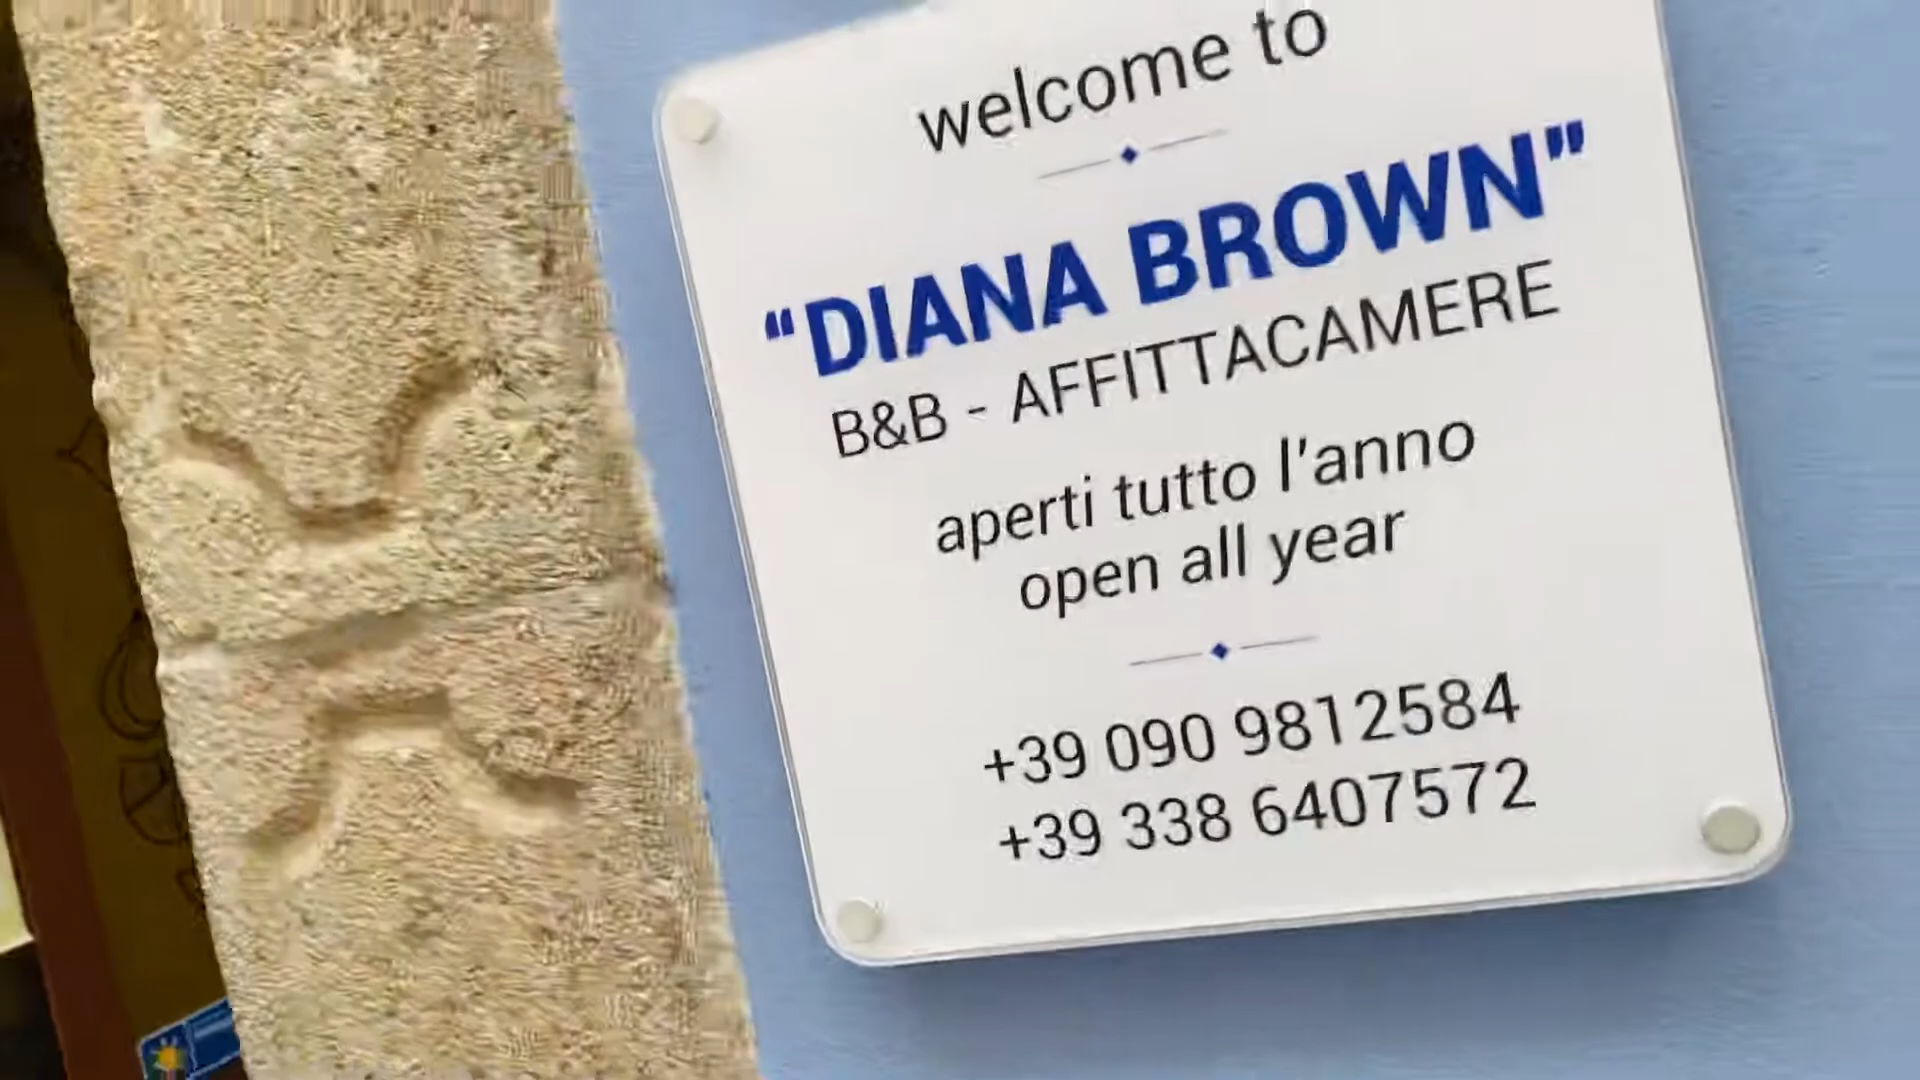 welcome to
“DIANA BROWN”
B&B - AFFITTACAMERE
aperti tutto l'anno
open all year
+39 090 9812584
+39 338 6407572